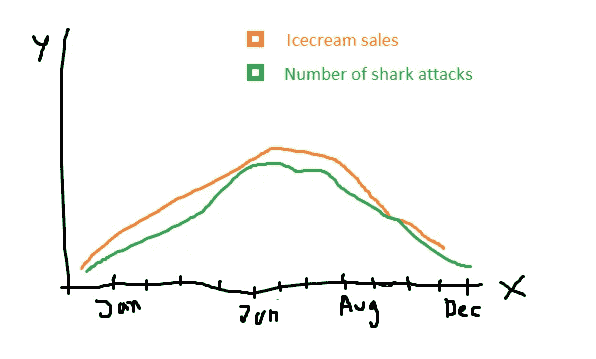 Y
Icecream sales
Number of shark attacks
Jan
Jun
Aug
Dec
X